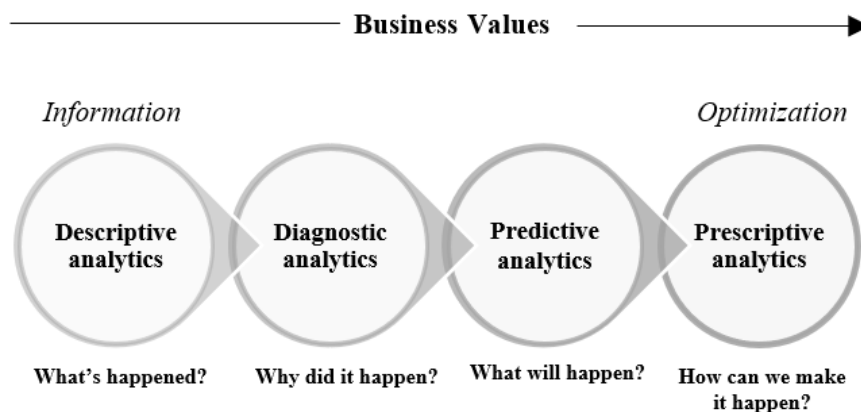 Business Values
Information
Optimization
Descriptive
analytics
Diagnostic
analytics
Predictive
analytics
Prescriptive
analytics
What's happened?
Why did it happen?
What will happen?
How can we make
it happen?